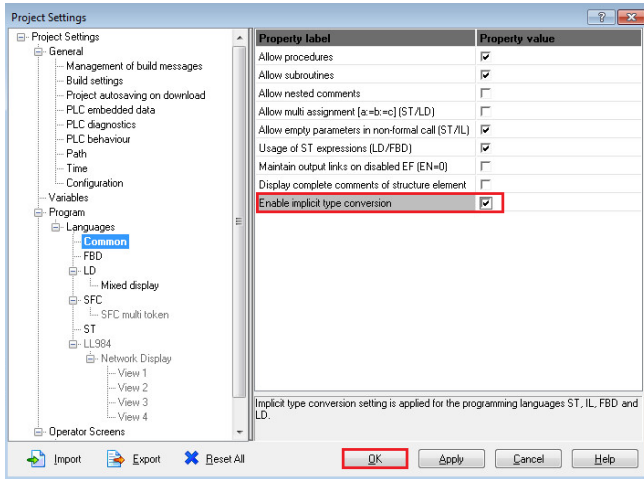 Project Settings
Project Settings
General
Management of build messages
Build settings
Project autosaving on download
PLC embedded data
PLC diagnostics
PLC behaviour
Path
Time
Configuration
Variables
Program
Languages
Common
FBD
LD
Mixed display
SFC
SFC multi token
ST
LL984
Network Display
View 1
View 2
View 3
View 4
Operator Screens
Property label Property value
Allow procedures
Allow subroutines
Allow nested comments
Allow multi assignment [a:=b:=c] (ST/LD)
Allow empty parameters in non-formal call (ST/IL)
Usage of ST expressions (LD/FBD)
Maintain output links on disabled EF (EN=0)
Display complete comments of structure element
Enable implicit type conversion
Implicit type conversion setting is applied for the programming languages ST, IL, FBD and
LD.
Import Export Reset All OK Apply Cancel Help